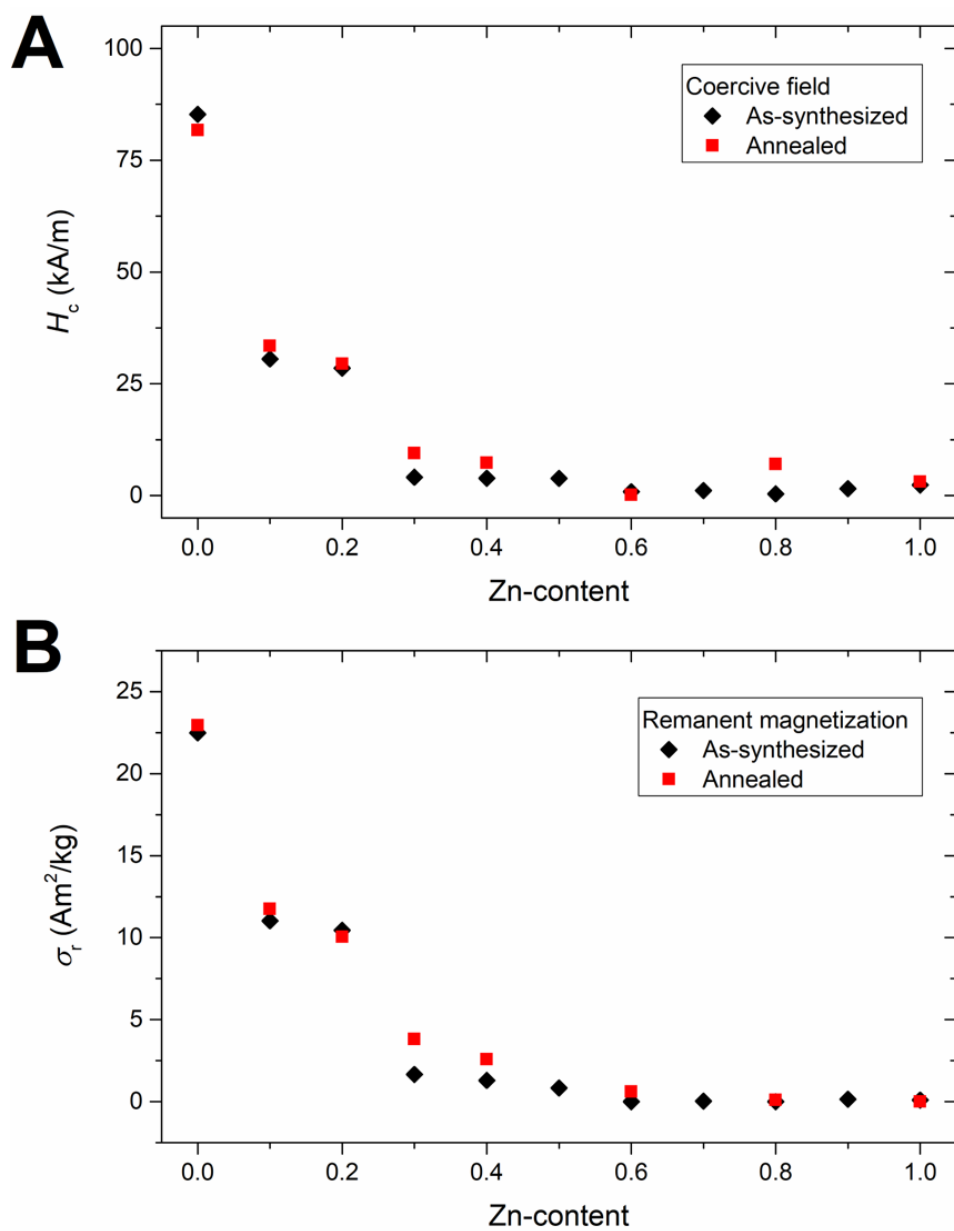 A
100
75
50
25
0
H_c (kA/m)
Coercive field
As-synthesized
Annealed
0.0 0.2 0.4 0.6 0.8 1.0
Zn-content
B
25
20
15
10
5
0
σ_r (Am²/kg)
Remanent magnetization
As-synthesized
Annealed
0.0 0.2 0.4 0.6 0.8 1.0
Zn-content